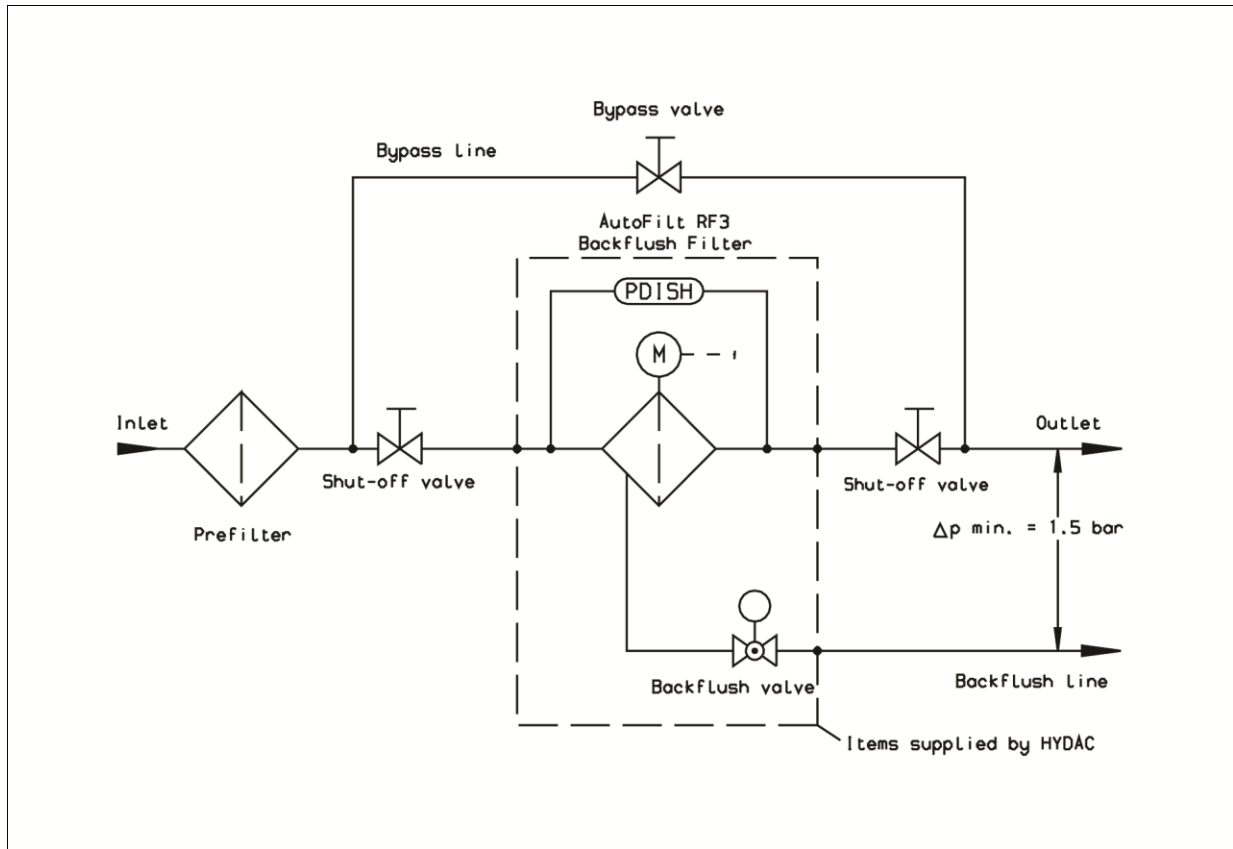 Bypass valve
Bypass line
AutoFilt RF3
Backflush Filter
PDISH
M
Inlet
Outlet
Shut-off valve
Shut-off valve
Prefilter
Δp min. = 1.5 bar
Backflush valve
Backflush line
Items supplied by HYDAC